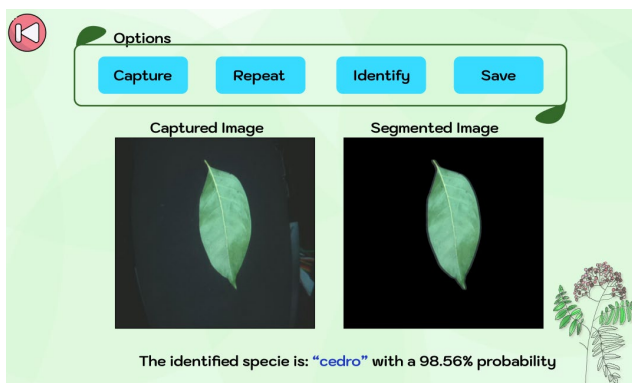 Options
Capture Repeat Identify Save
Captured Image Segmented Image
The identified specie is: “cedro” with a 98.56% probability